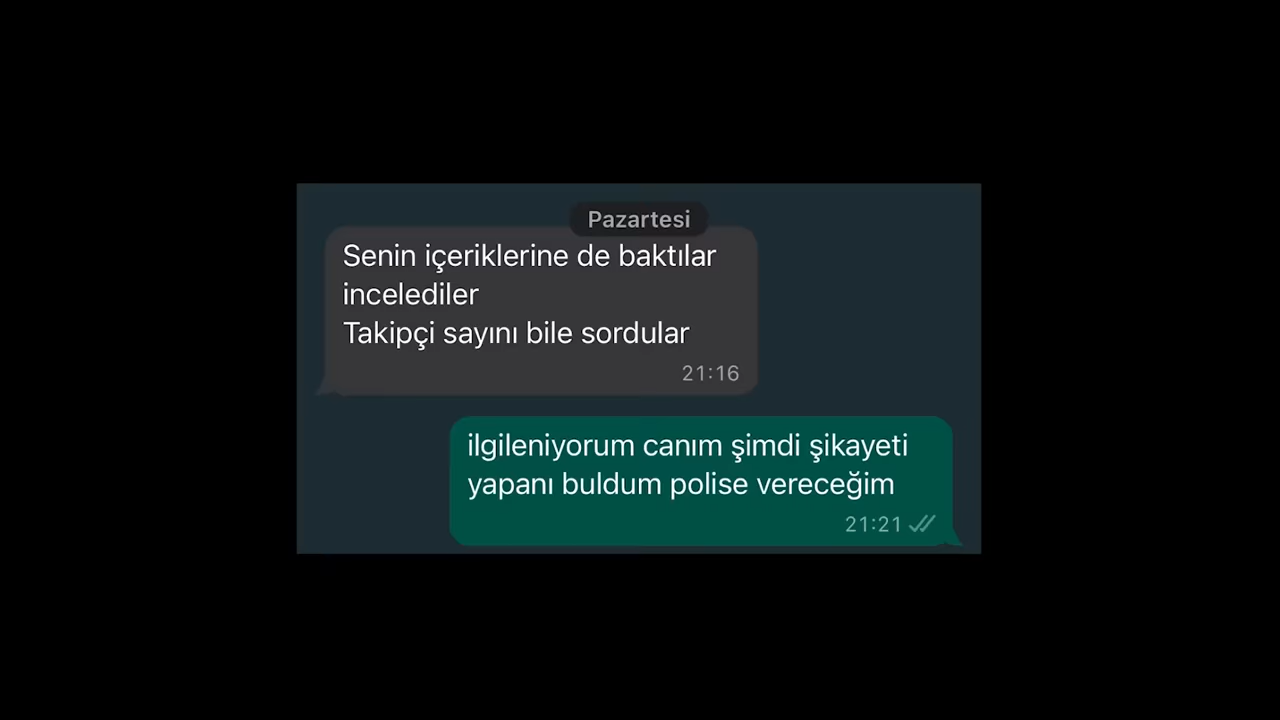 Pazartesi
Senin içeriklerine de baktılar
incelediler
Takipçi sayını bile sordular
21:16
ilgileniyorum canım şimdi şikayeti
yapanı buldum polise vereceğim
21:21